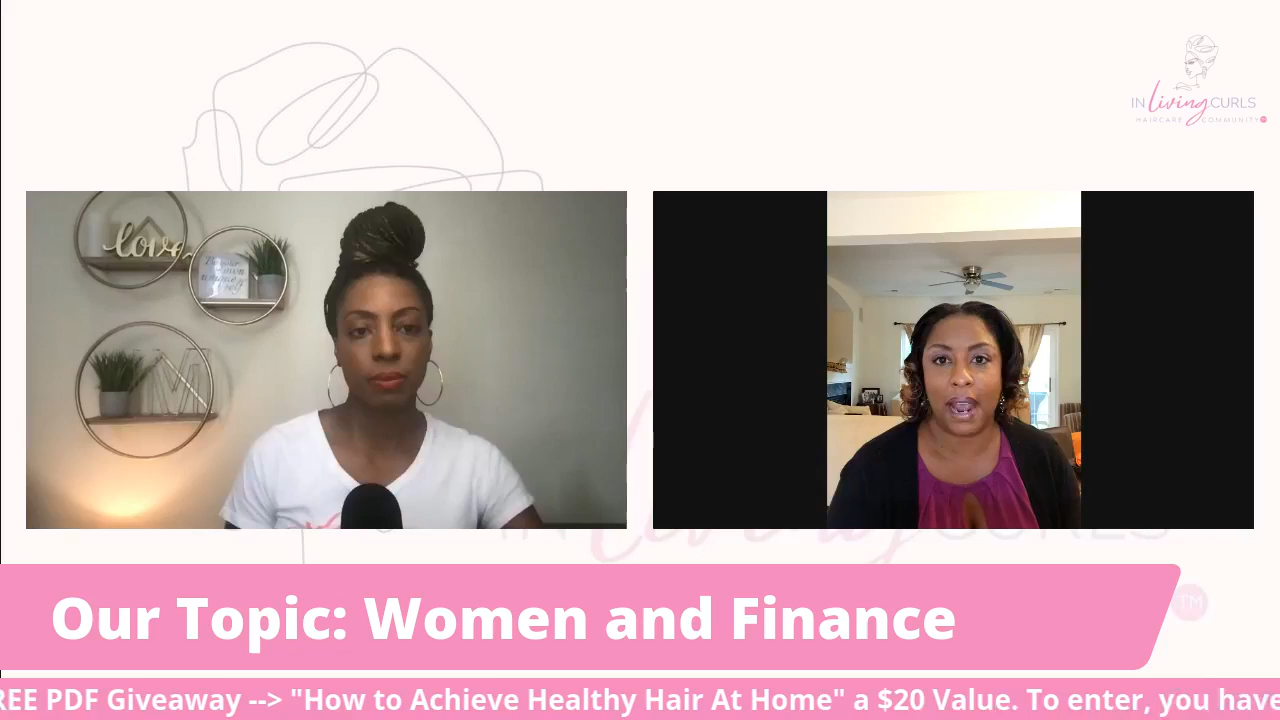 IN living CURLS
HAIRCARE COMMUNITY
love
M
Our Topic: Women and Finance
TM
REE PDF Giveaway --> "How to Achieve Healthy Hair At Home" a $20 Value. To enter, you have